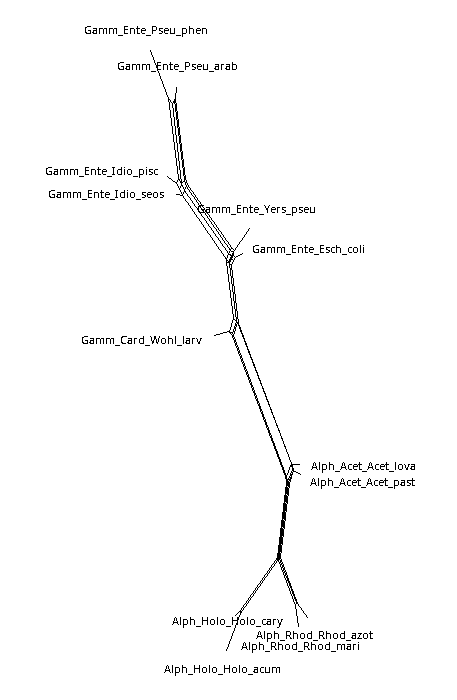 Gamm_Ente_Pseu_phen
Gamm_Ente_Pseu_arab
Gamm_Ente_Idio_pisc
Gamm_Ente_Idio_seos
Gamm_Ente_Yers_pseu
Gamm_Ente_Esch_coli
Gamm_Card_Wohl_larv
Alph_Acet_Acet_lova
Alph_Acet_Acet_past
Alph_Holo_Holo_cary
Alph_Rhod_Rhod_azot
Alph_Rhod_Rhod_mari
Alph_Holo_Holo_acum